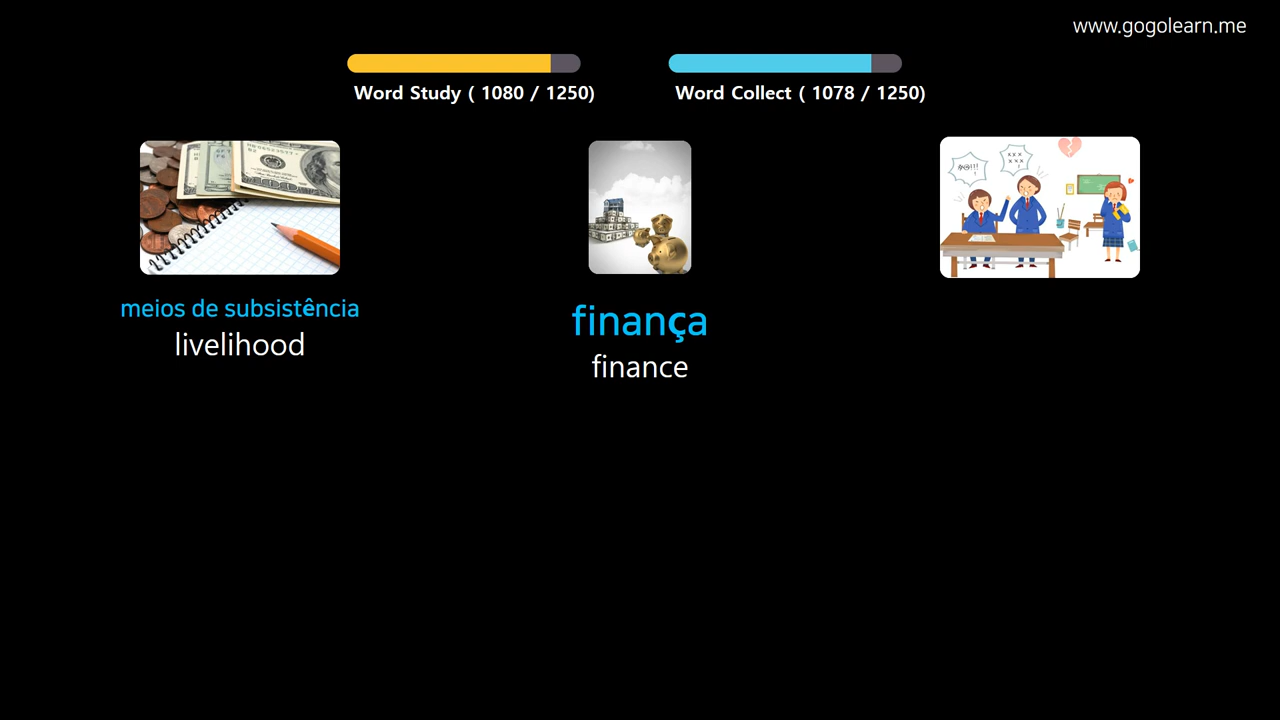 www.gogolearn.me
Word Study ( 1080 / 1250)
Word Collect ( 1078 / 1250)
meios de subsistência
livelihood
finança
finance